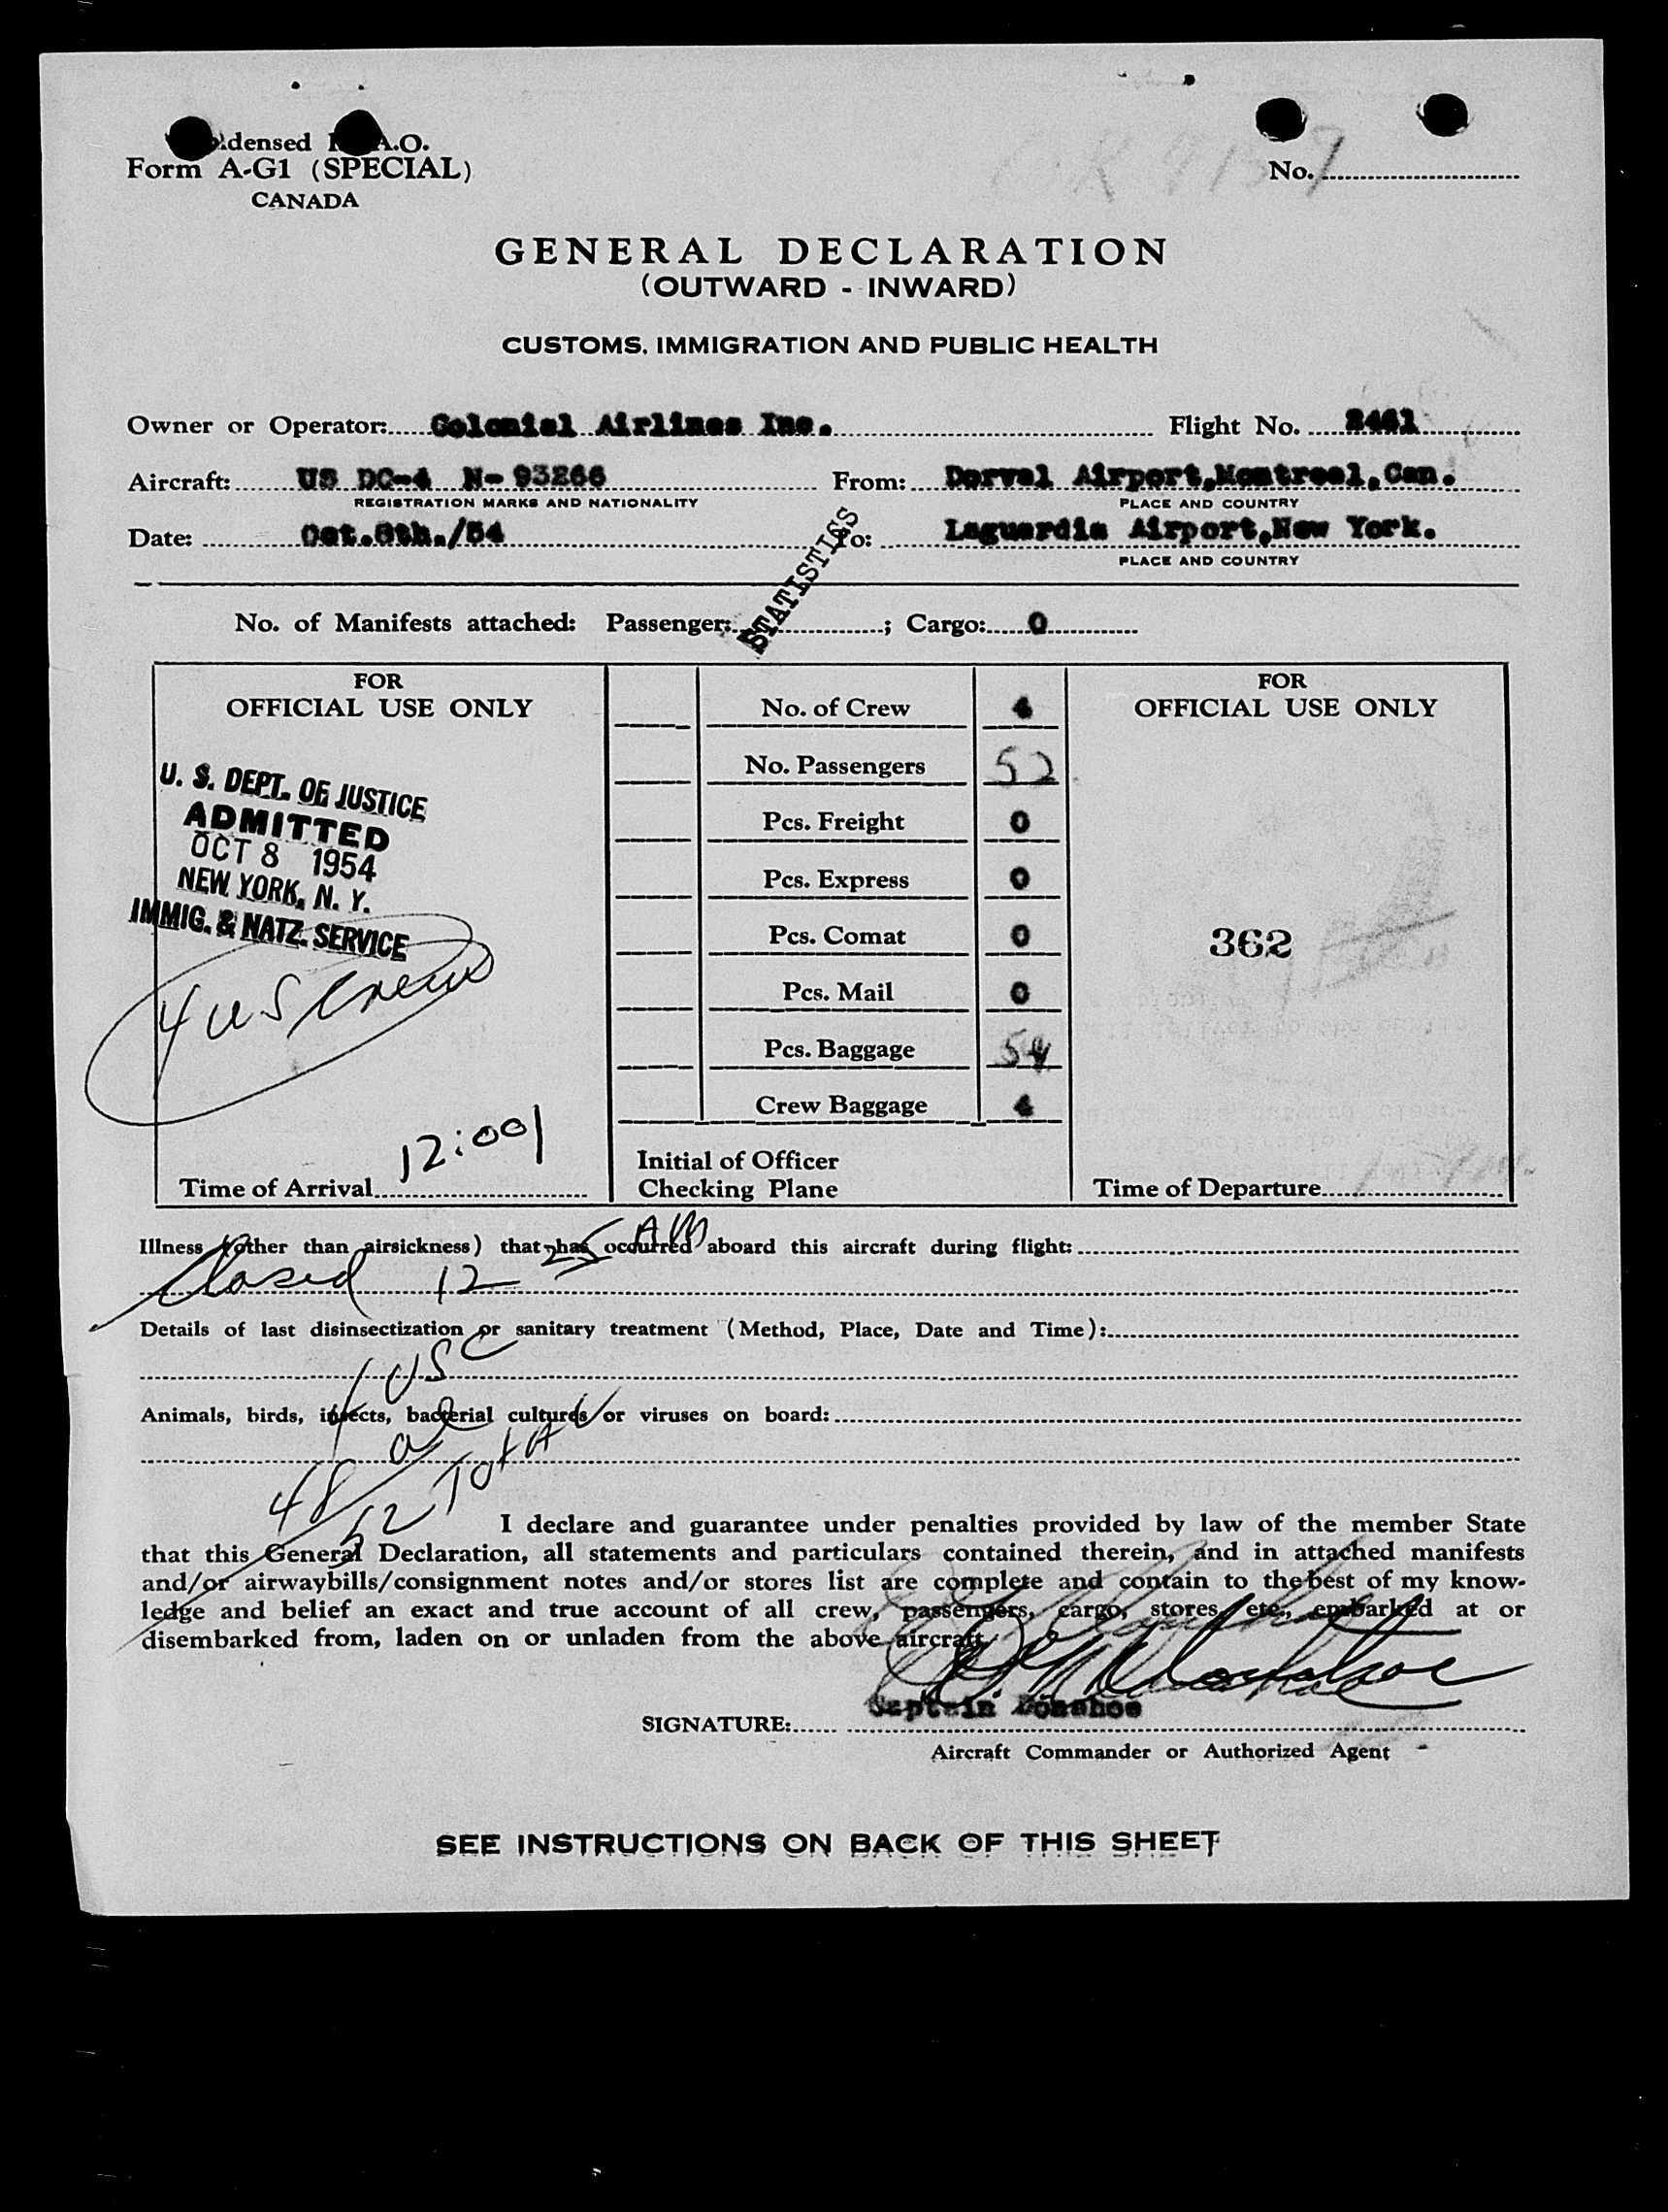 densed I.A.O.
Form A-G1 (SPECIAL)
CANADA
No.
GENERAL DECLARATION
(OUTWARD - INWARD)
CUSTOMS, IMMIGRATION AND PUBLIC HEALTH
Owner or Operator: Colonial Airlines Inc. Flight No. 2461
Aircraft: US DC-4 N- 93266 From: Dorval Airport,Montreal,Can.
REGISTRATION MARKS AND NATIONALITY PLACE AND COUNTRY
Date: Oct.8th./54 To: Laguardia Airport,New York.
PLACE AND COUNTRY
STATISTICS
No. of Manifests attached: Passenger: ; Cargo: 0
FOR
OFFICIAL USE ONLY
U. S. DEPT. OF JUSTICE
ADMITTED
OCT 8 1954
NEW YORK, N. Y.
IMMIG. & NATZ. SERVICE
4 US Crew
Time of Arrival 12:00
No. of Crew 4
No. Passengers 52
Pcs. Freight 0
Pcs. Express 0
Pcs. Comat 0
Pcs. Mail 0
Pcs. Baggage 54
Crew Baggage 4
Initial of Officer
Checking Plane
FOR
OFFICIAL USE ONLY
362
Time of Departure
Illness (other than airsickness) that has occurred aboard this aircraft during flight:
Closed 12 25 AM
Details of last disinsectization or sanitary treatment (Method, Place, Date and Time):
4 USC
Animals, birds, insects, bacterial cultures or viruses on board:
48 al
52 TOTAL
I declare and guarantee under penalties provided by law of the member State
that this General Declaration, all statements and particulars contained therein, and in attached manifests
and/or airwaybills/consignment notes and/or stores list are complete and contain to the best of my know-
ledge and belief an exact and true account of all crew, passengers, cargo, stores, etc., embarked at or
disembarked from, laden on or unladen from the above aircraft.
Captain Donahoe
SIGNATURE:
Aircraft Commander or Authorized Agent
SEE INSTRUCTIONS ON BACK OF THIS SHEET